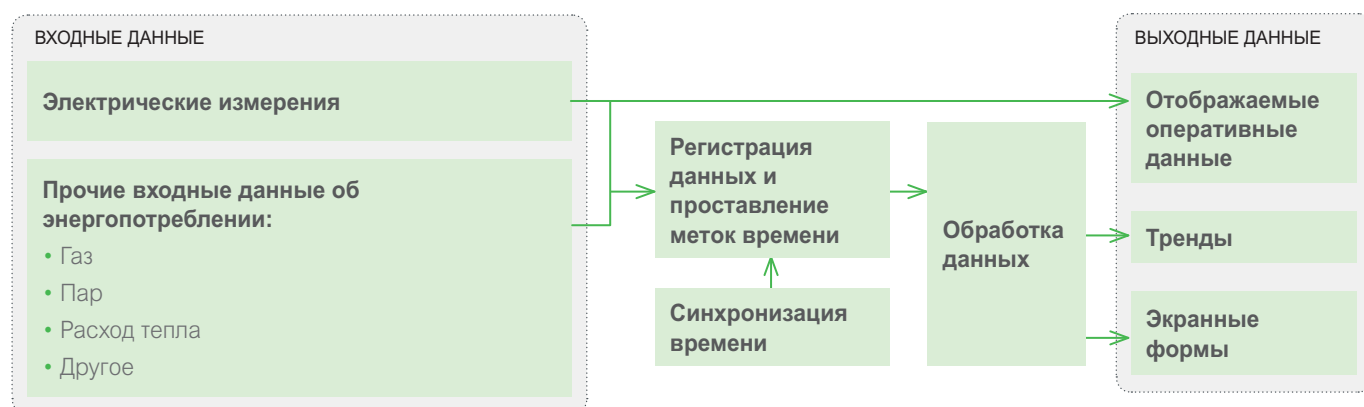 ВХОДНЫЕ ДАННЫЕ
Электрические измерения
Прочие входные данные об
энергопотреблении:
• Газ
• Пар
• Расход тепла
• Другое
Регистрация
данных и
проставление
меток времени
Синхронизация
времени
Обработка
данных
ВЫХОДНЫЕ ДАННЫЕ
Отображаемые
оперативные
данные
Тренды
Экранные
формы